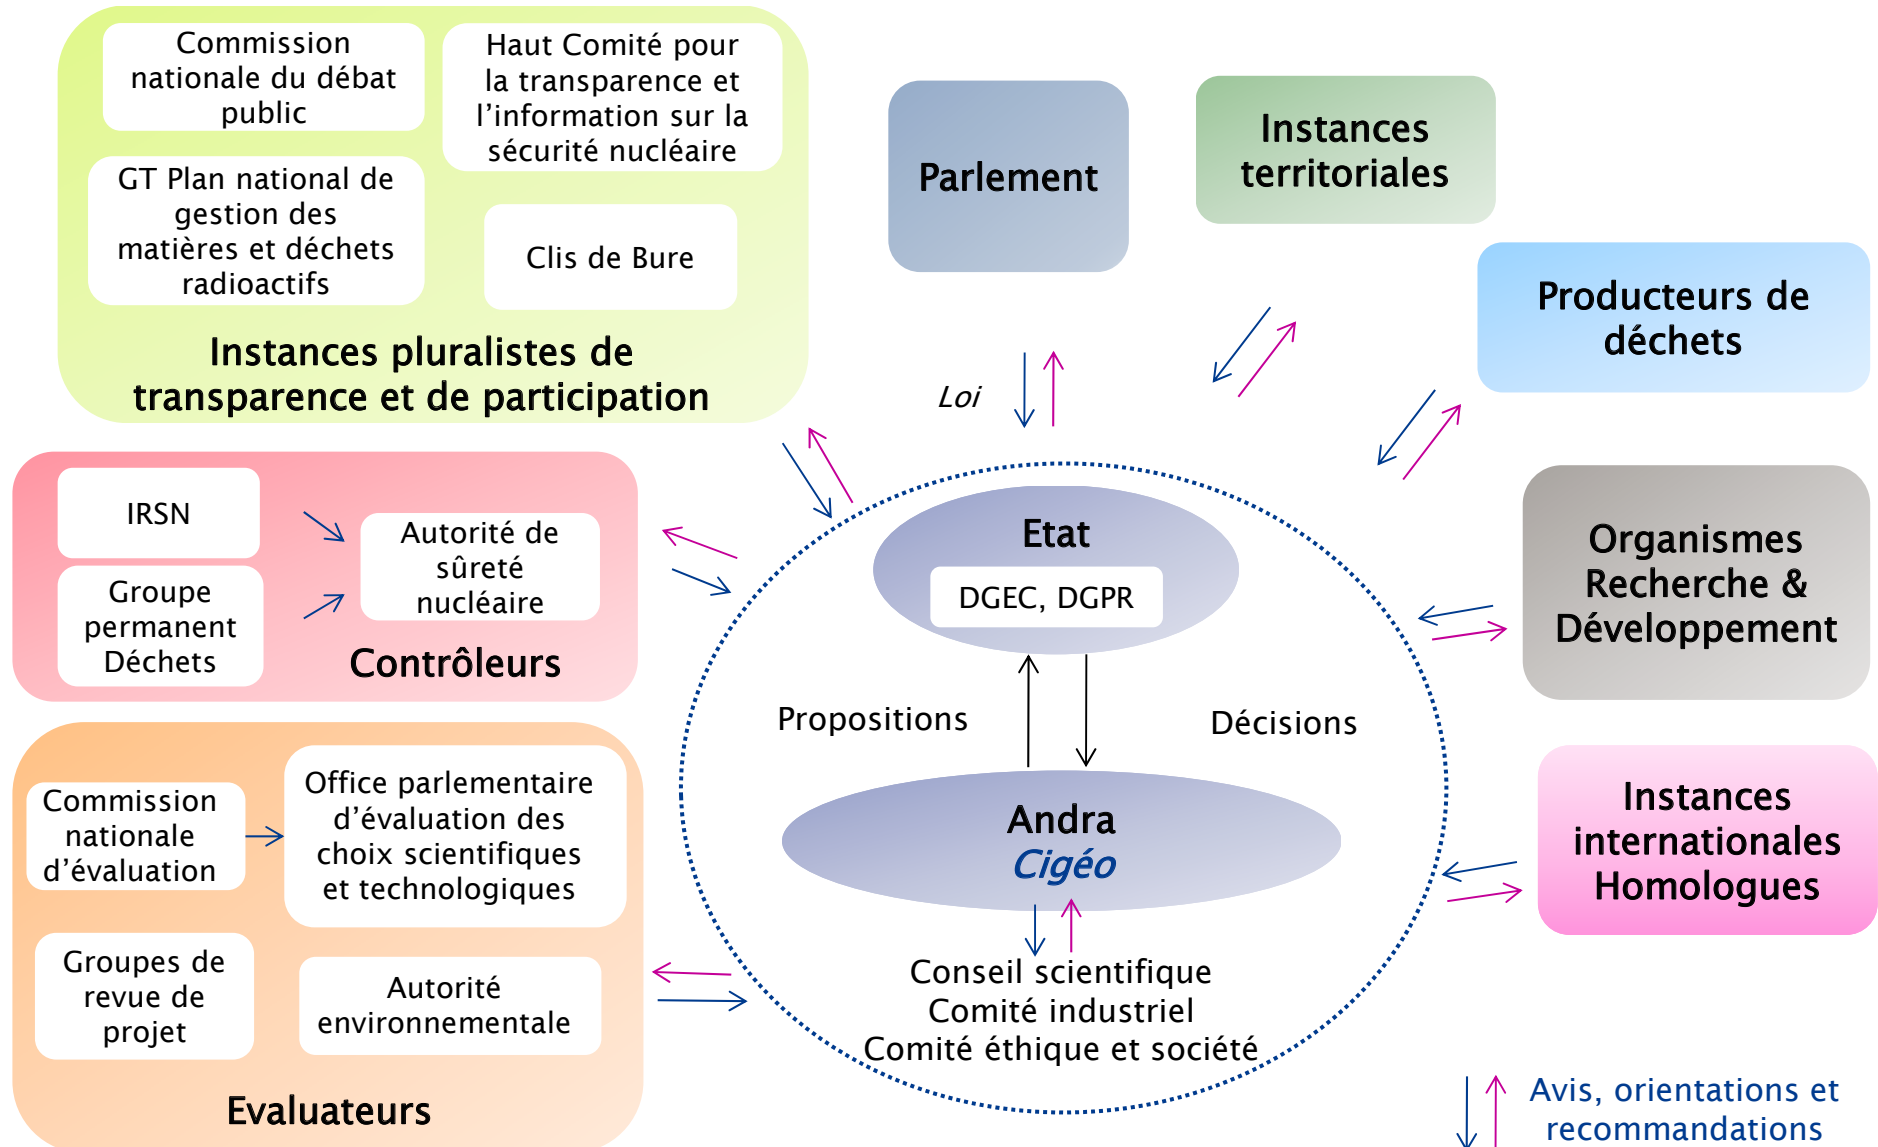 Commission
nationale du débat
public
Haut Comité pour
la transparence et
l’information sur la
sécurité nucléaire
GT Plan national de
gestion des
matières et déchets
radioactifs
Clis de Bure
Instances pluralistes de
transparence et de participation
Parlement
Instances
territoriales
Producteurs de
déchets
Loi
IRSN
Groupe
permanent
Déchets
Autorité de
sûreté
nucléaire
Contrôleurs
Etat
DGEC, DGPR
Organismes
Recherche &
Développement
Propositions
Décisions
Andra
Cigéo
Instances
internationales
Homologues
Commission
nationale
d’évaluation
Office parlementaire
d’évaluation des
choix scientifiques
et technologiques
Groupes de
revue de
projet
Autorité
environnementale
Evaluateurs
Conseil scientifique
Comité industriel
Comité éthique et société
Avis, orientations et
recommandations